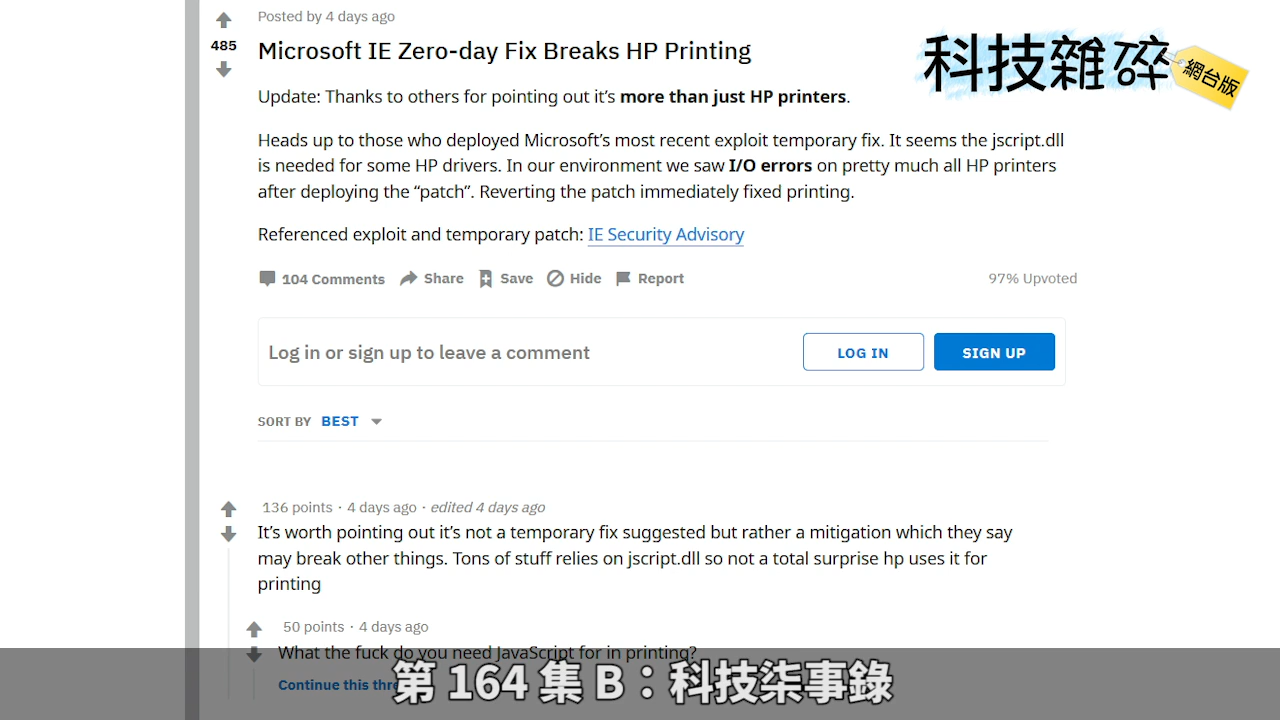 Posted by 4 days ago
485
Microsoft IE Zero-day Fix Breaks HP Printing
科技雜碎
網台版
Update: Thanks to others for pointing out it’s more than just HP printers.
Heads up to those who deployed Microsoft’s most recent exploit temporary fix. It seems the jscript.dll
is needed for some HP drivers. In our environment we saw I/O errors on pretty much all HP printers
after deploying the “patch”. Reverting the patch immediately fixed printing.
Referenced exploit and temporary patch: IE Security Advisory
104 Comments Share Save Hide Report 97% Upvoted
Log in or sign up to leave a comment LOG IN SIGN UP
SORT BY BEST
136 points · 4 days ago · edited 4 days ago
It’s worth pointing out it’s not a temporary fix suggested but rather a mitigation which they say
may break other things. Tons of stuff relies on jscript.dll so not a total surprise hp uses it for
printing
50 points · 4 days ago
What the fuck do you need JavaScript for in printing?
Continue this thre
第 164 集 B：科技柒事錄